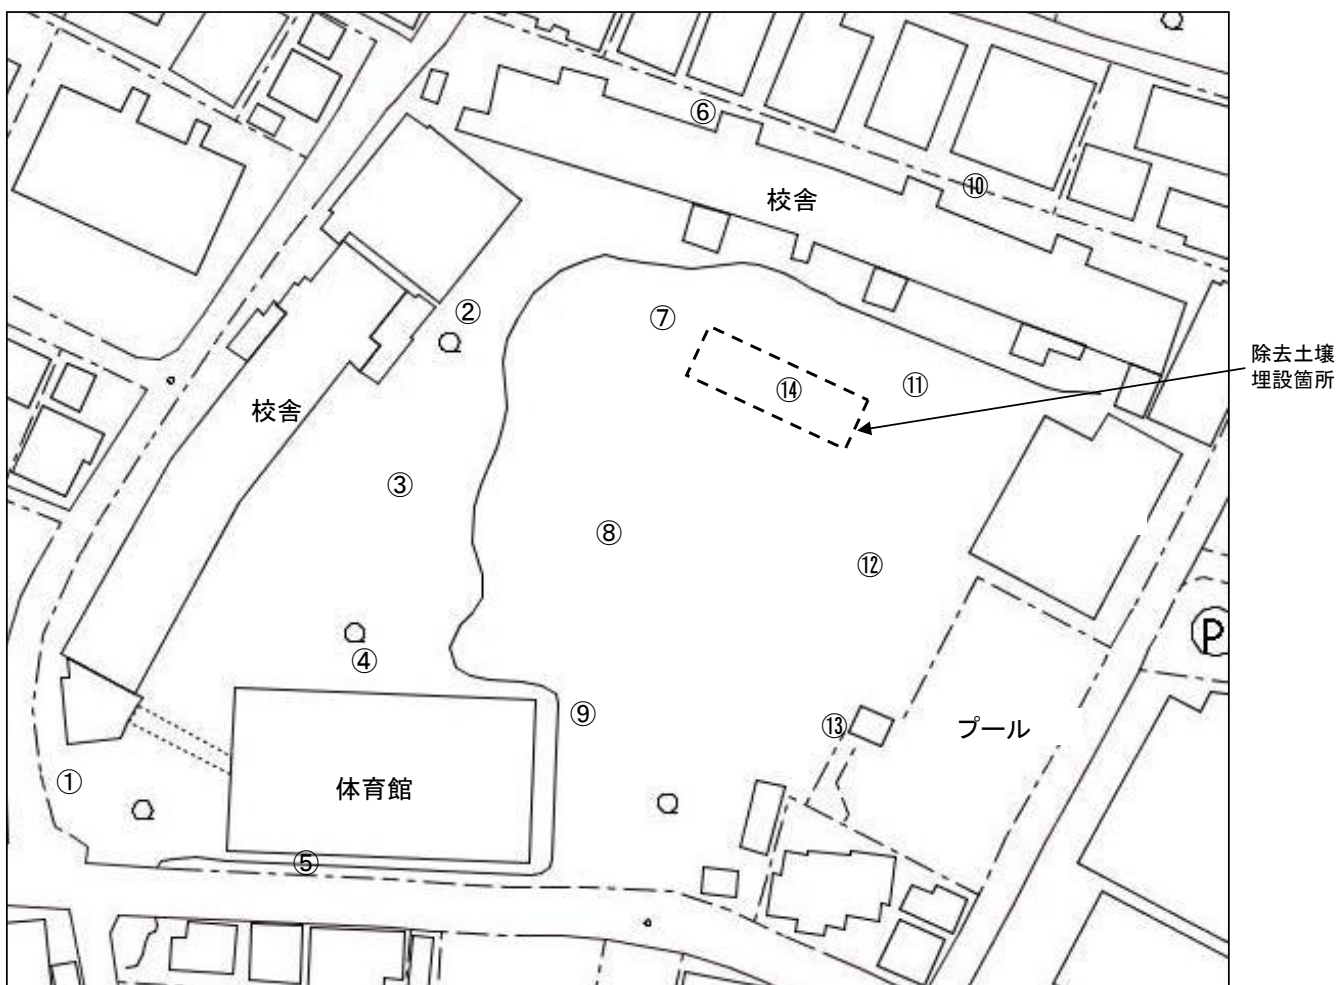 ⑥
⑩
校舎
②
⑦
⑭
⑪
除去土壌
埋設箇所
校舎
③
⑧
⑫
P
④
⑨
⑬
プール
①
体育館
⑤